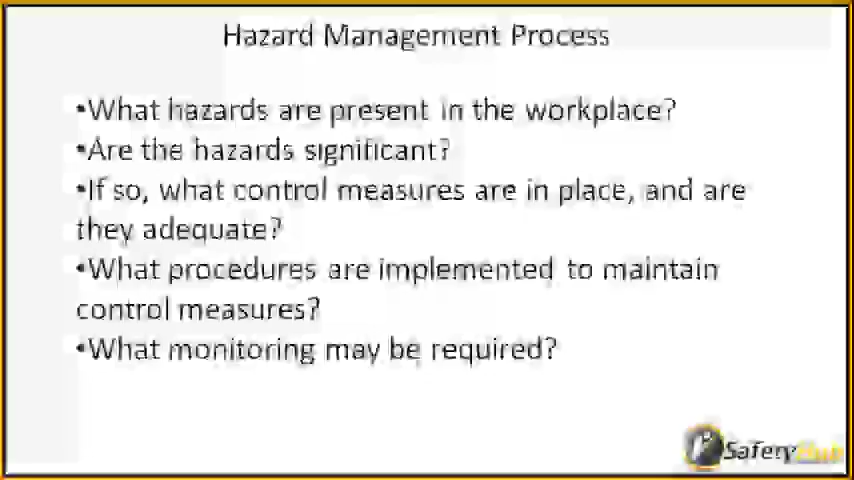 Hazard Management Process
•What hazards are present in the workplace?
•Are the hazards significant?
•If so, what control measures are in place, and are
they adequate?
•What procedures are implemented to maintain
control measures?
•What monitoring may be required?
SafetyHub